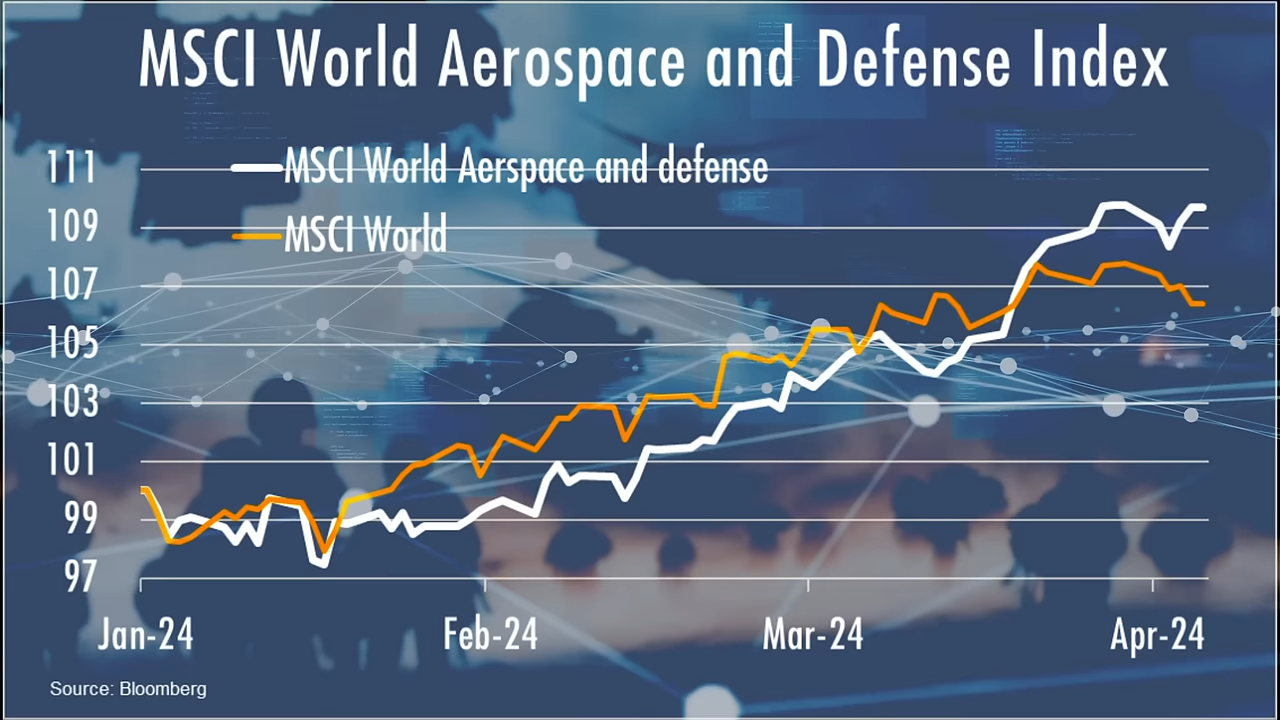 MSCI World Aerospace and Defense Index
111
MSCI World Aerspace and defense
109
MSCI World
107
105
103
101
99
97
Jan-24
Feb-24
Mar-24
Apr-24
Source: Bloomberg